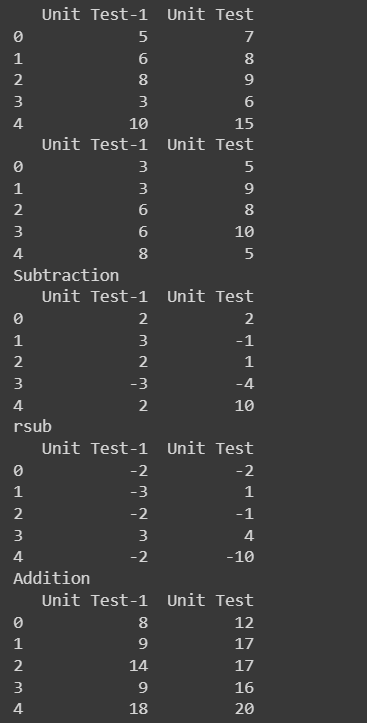 Unit Test-1  Unit Test
0            5          7
1            6          8
2            8          9
3            3          6
4           10         15
   Unit Test-1  Unit Test
0            3          5
1            3          9
2            6          8
3            6         10
4            8          5
Subtraction
   Unit Test-1  Unit Test
0            2          2
1            3         -1
2            2          1
3           -3         -4
4            2         10
rsub
   Unit Test-1  Unit Test
0           -2         -2
1           -3          1
2           -2         -1
3            3          4
4           -2        -10
Addition
   Unit Test-1  Unit Test
0            8         12
1            9         17
2           14         17
3            9         16
4           18         20